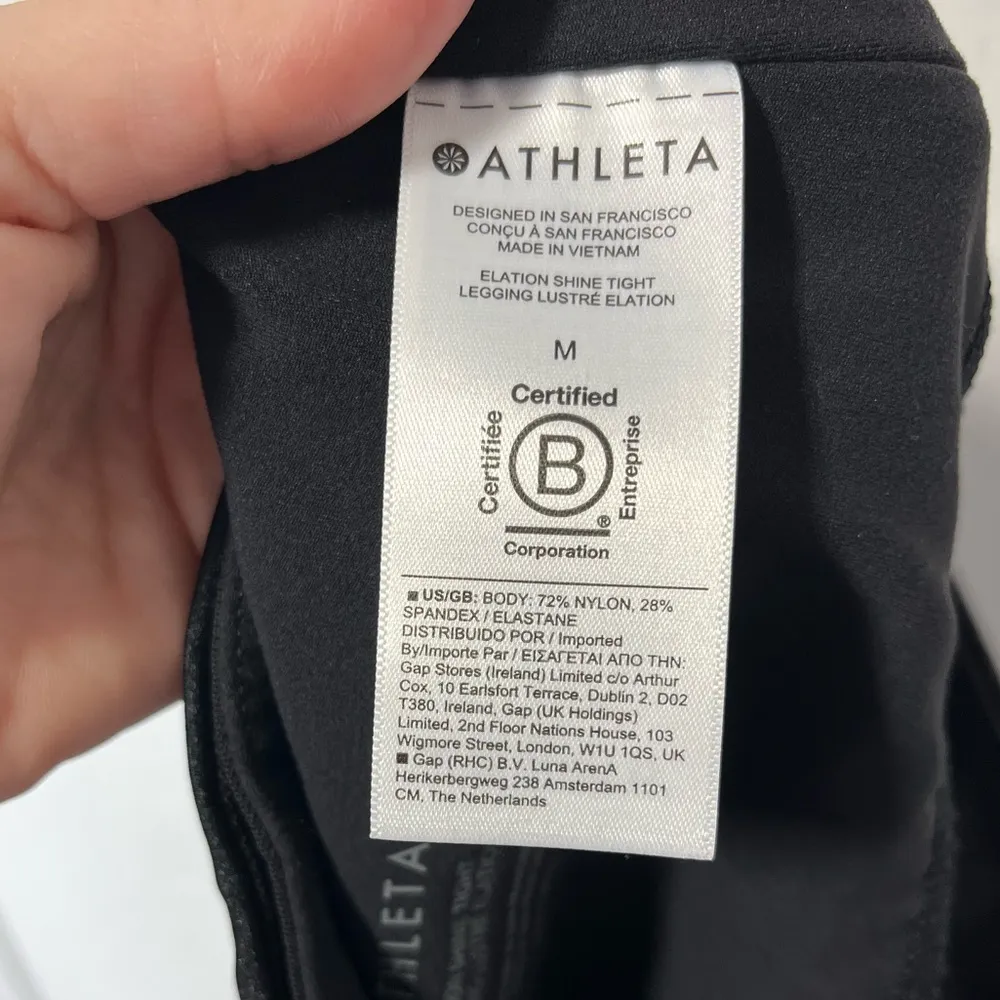 ATHLETA
DESIGNED IN SAN FRANCISCO
CONÇU À SAN FRANCISCO
MADE IN VIETNAM
ELATION SHINE TIGHT
LEGGING LUSTRÉ ELATION
M
Certified
Certifiée
B
Entreprise
®
Corporation
US/GB: BODY: 72% NYLON, 28%
SPANDEX / ELASTANE
DISTRIBUIDO POR / Imported
By/Importe Par / ΕΙΣΑΓΕΤΑΙ ΑΠΟ ΤΗΝ:
Gap Stores (Ireland) Limited c/o Arthur
Cox, 10 Earlsfort Terrace, Dublin 2, D02
T380, Ireland, Gap (UK Holdings)
Limited, 2nd Floor Nations House, 103
Wigmore Street, London, W1U 1QS, UK
Gap (RHC) B.V. Luna ArenA
Herikerbergweg 238 Amsterdam 1101
CM, The Netherlands
HLETA
TIGHT